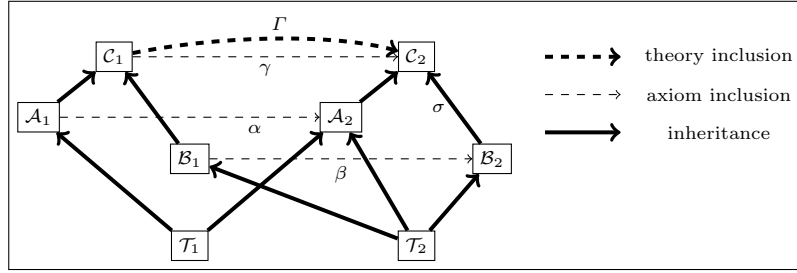 Γ
𝒞₁ γ 𝒞₂ theory inclusion
𝒜₁ α 𝒜₂ σ axiom inclusion
ℬ₁ β ℬ₂ inheritance
𝒯₁ 𝒯₂